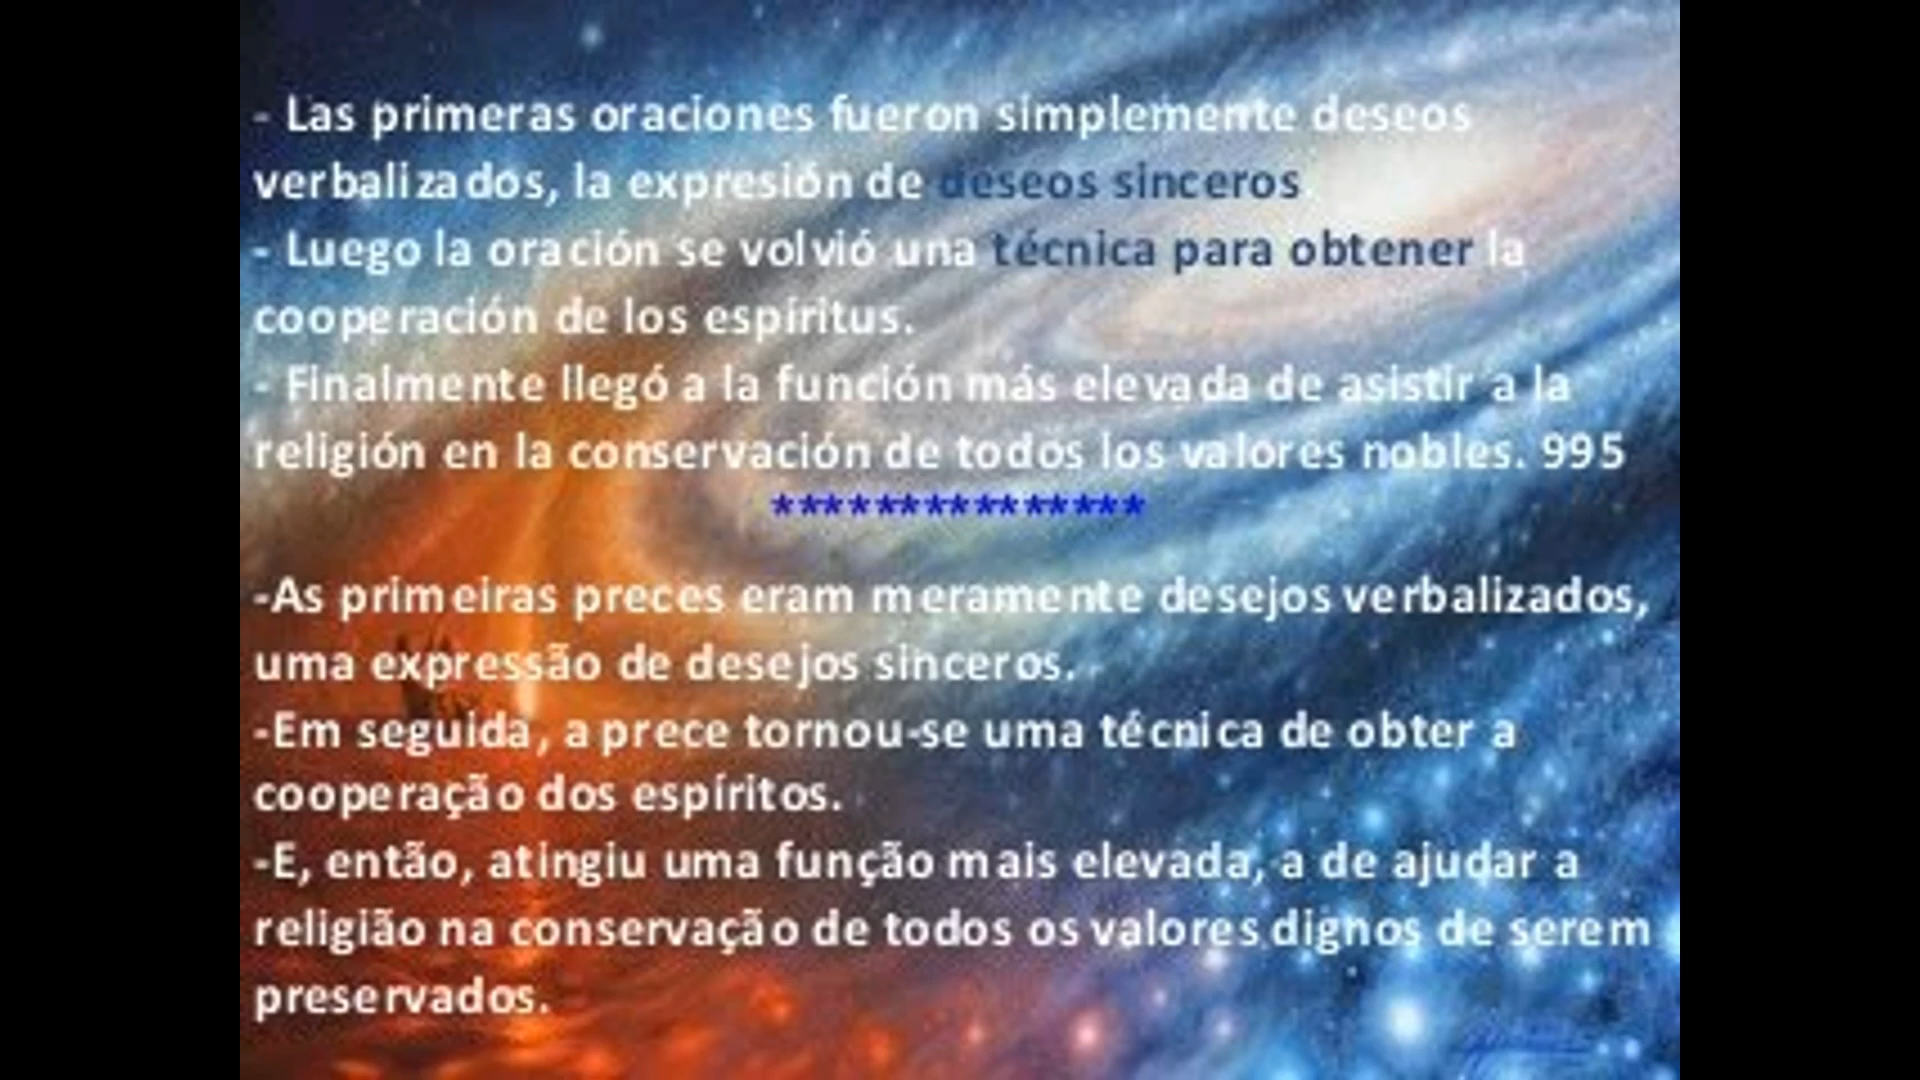 - Las primeras oraciones fueron simplemente deseos
verbalizados, la expresión de deseos sinceros.
- Luego la oración se volvió una técnica para obtener la
cooperación de los espíritus.
- Finalmente llegó a la función más elevada de asistir a la
religión en la conservación de todos los valores nobles. 995
***************
-As primeiras preces eram meramente desejos verbalizados,
uma expressão de desejos sinceros.
-Em seguida, a prece tornou-se uma técnica de obter a
cooperação dos espíritos.
-E, então, atingiu uma função mais elevada, a de ajudar a
religião na conservação de todos os valores dignos de serem
preservados.